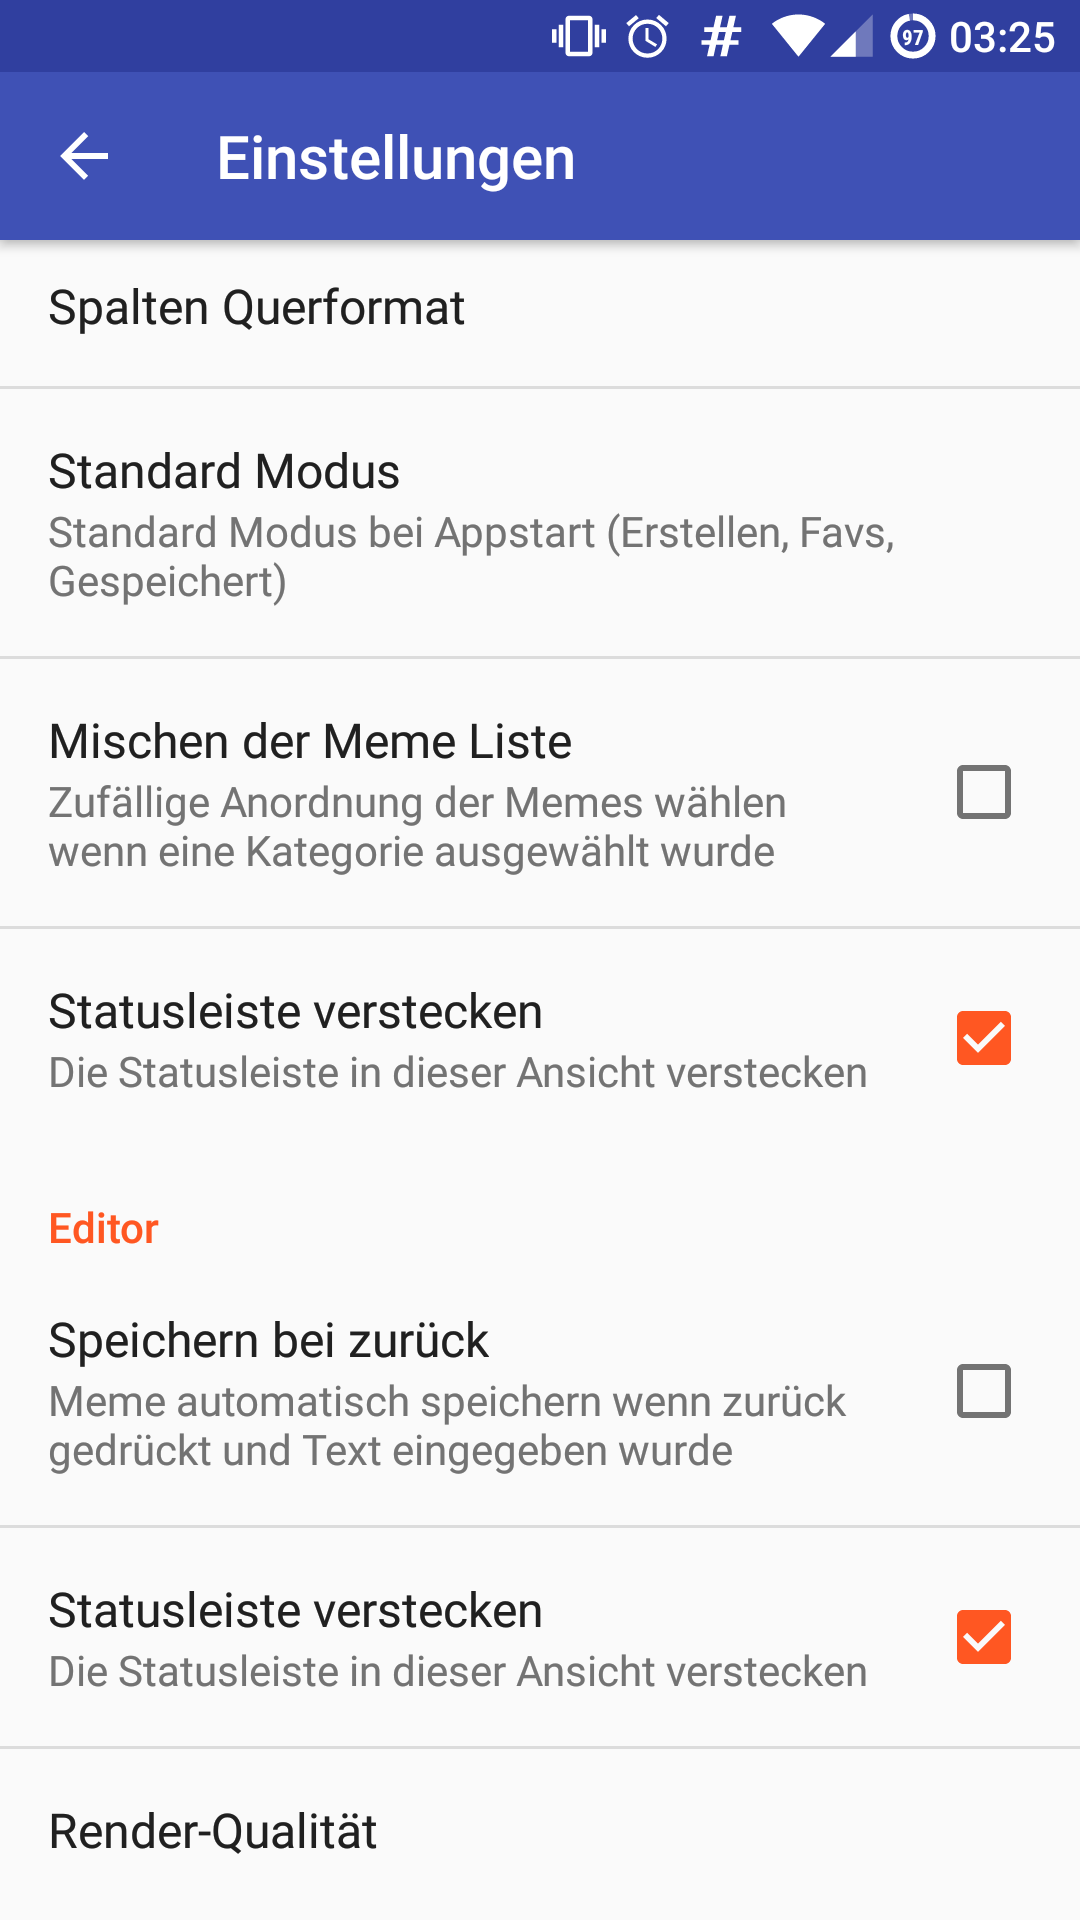 # 97 03:25
Einstellungen
Spalten Querformat
Standard Modus
Standard Modus bei Appstart (Erstellen, Favs,
Gespeichert)
Mischen der Meme Liste
Zufällige Anordnung der Memes wählen
wenn eine Kategorie ausgewählt wurde
Statusleiste verstecken
Die Statusleiste in dieser Ansicht verstecken
Editor
Speichern bei zurück
Meme automatisch speichern wenn zurück
gedrückt und Text eingegeben wurde
Statusleiste verstecken
Die Statusleiste in dieser Ansicht verstecken
Render-Qualität